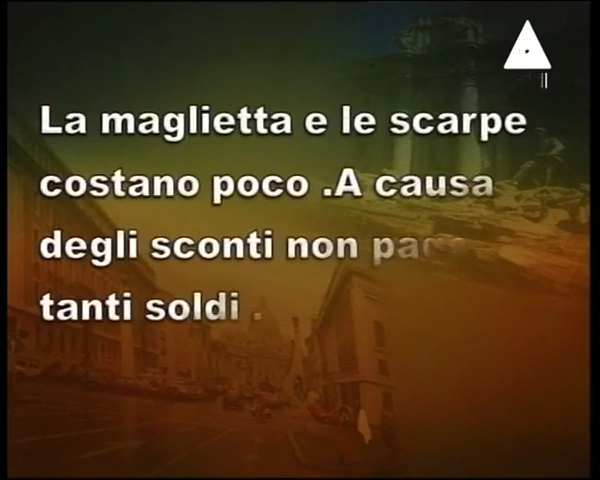 La maglietta e le scarpe
costano poco .A causa
degli sconti non
tanti soldi .